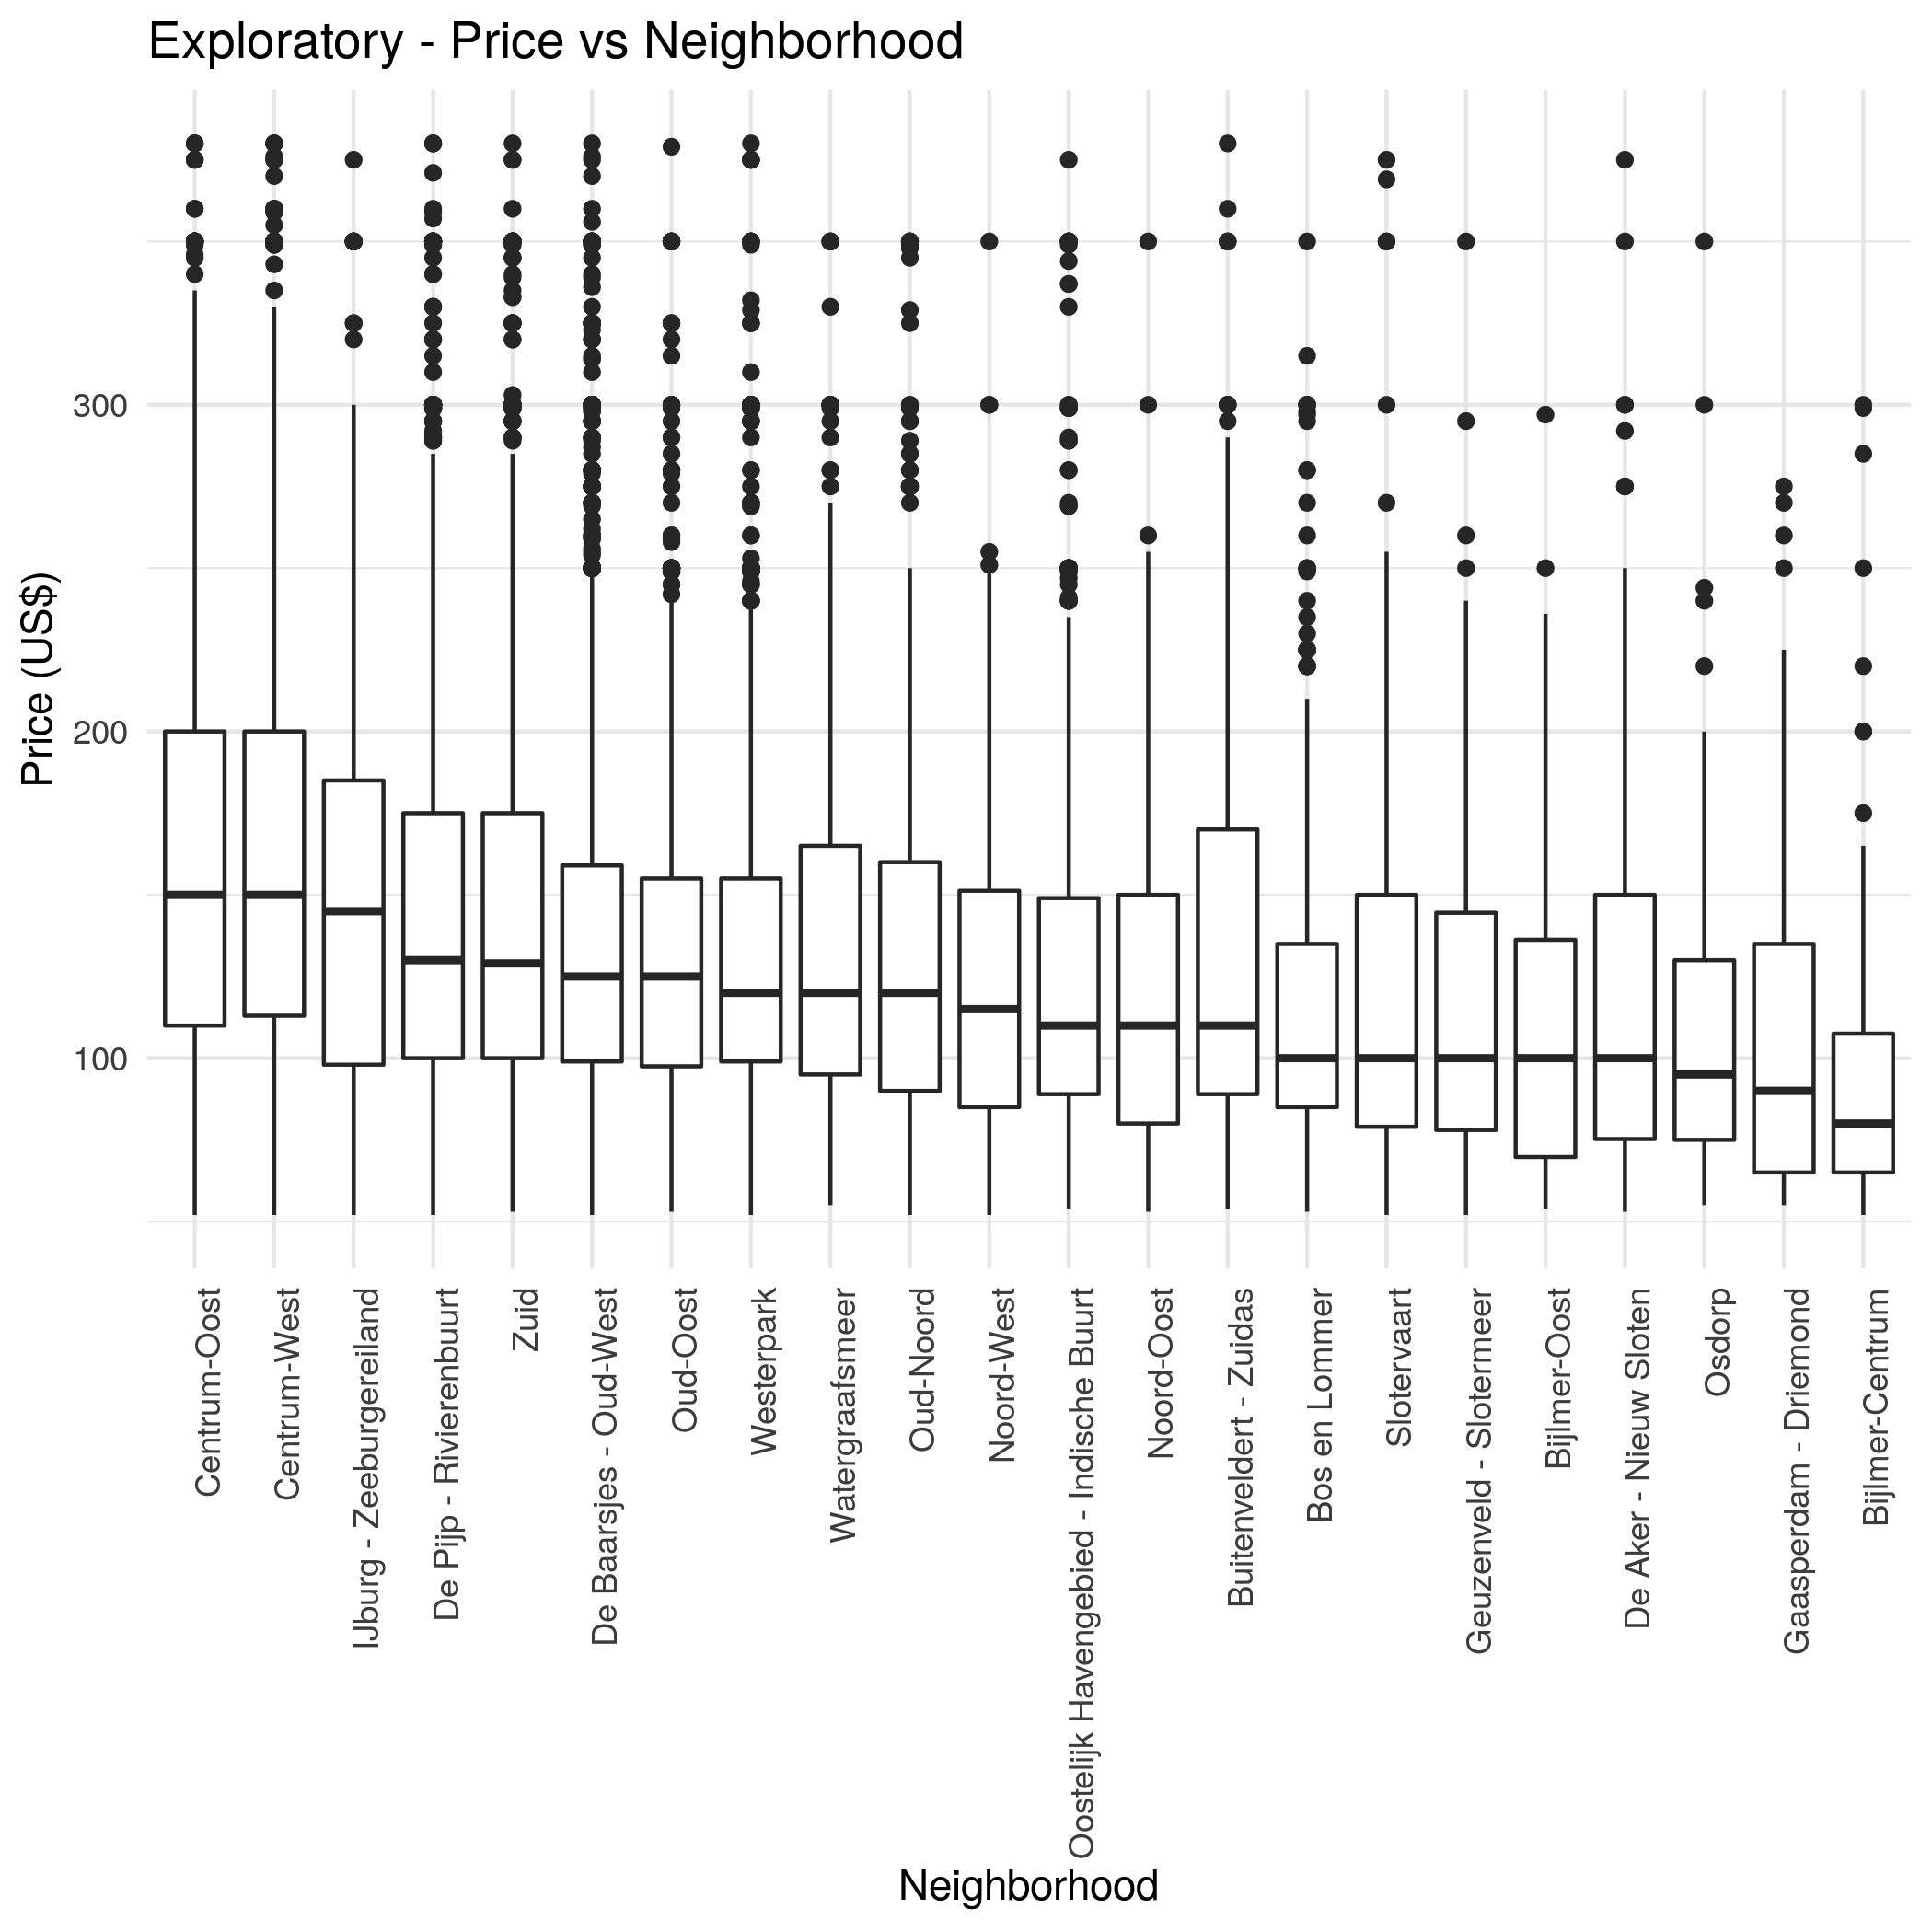 Exploratory - Price vs Neighborhood
Price (US$)
300
200
100
Centrum-Oost
Centrum-West
IJburg - Zeeburgereiland
De Pijp - Rivierenbuurt
Zuid
De Baarsjes - Oud-West
Oud-Oost
Westerpark
Watergraafsmeer
Oud-Noord
Noord-West
Oostelijk Havengebied - Indische Buurt
Noord-Oost
Buitenveldert - Zuidas
Bos en Lommer
Slotervaart
Geuzenveld - Slotermeer
Bijlmer-Oost
De Aker - Nieuw Sloten
Osdorp
Gaasperdam - Driemond
Bijlmer-Centrum
Neighborhood